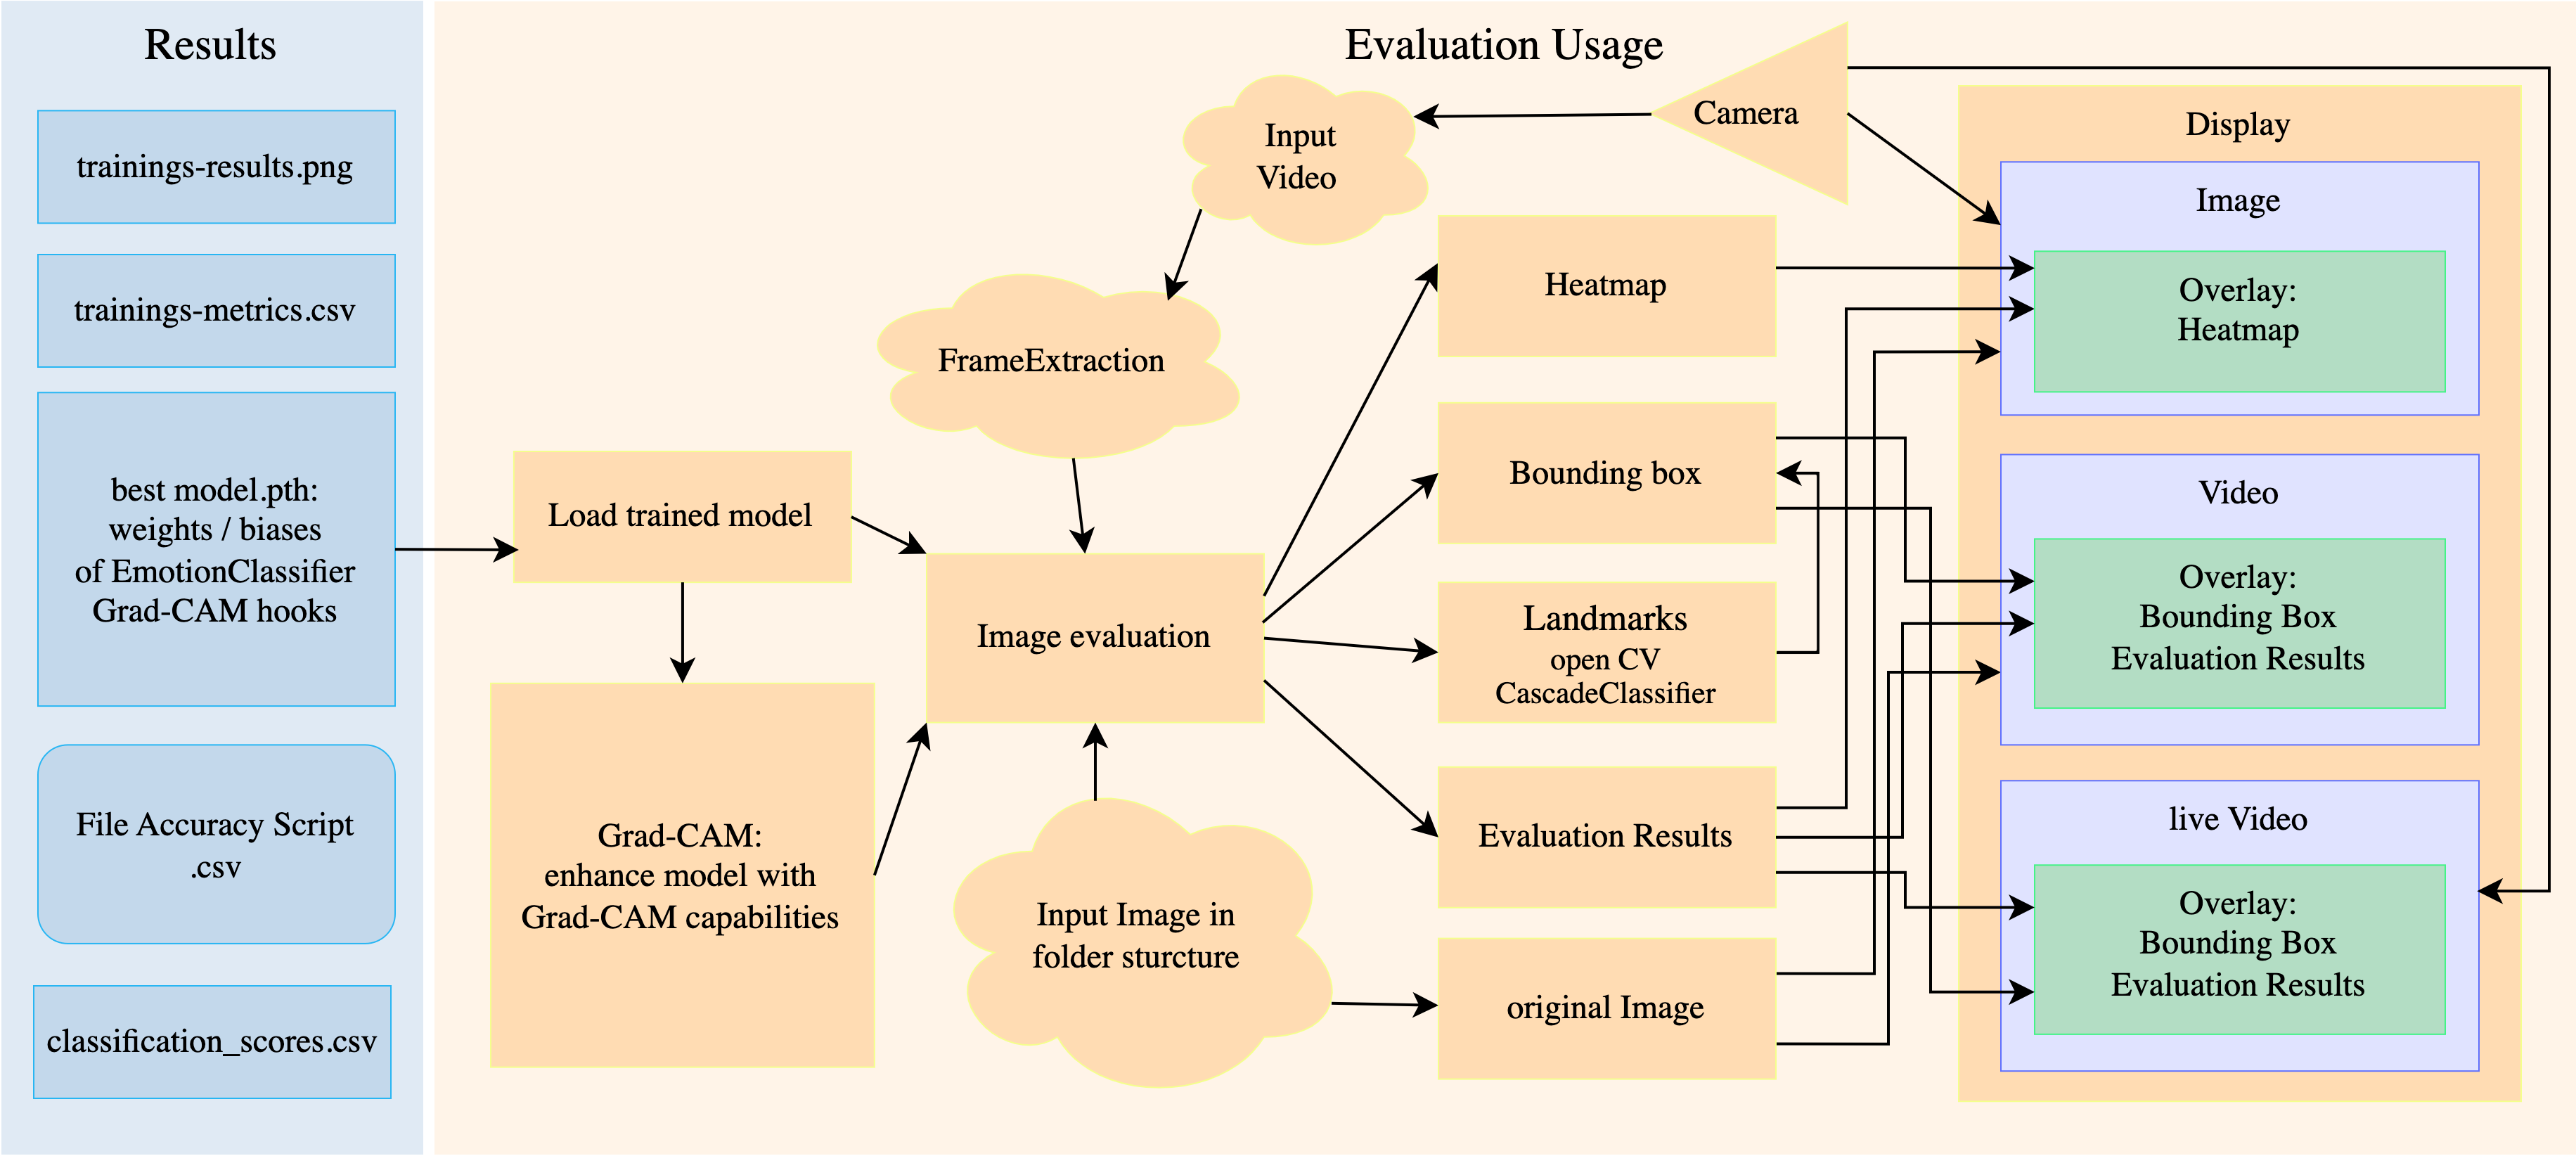 Results
trainings-results.png
trainings-metrics.csv
best model.pth:
weights / biases
of EmotionClassifier
Grad-CAM hooks
File Accuracy Script
.csv
classification_scores.csv
Evaluation Usage
Camera
Input
Video
FrameExtraction
Load trained model
Grad-CAM:
enhance model with
Grad-CAM capabilities
Image evaluation
Input Image in
folder sturcture
Heatmap
Bounding box
Landmarks
open CV
CascadeClassifier
Evaluation Results
original Image
Display
Image
Overlay:
Heatmap
Video
Overlay:
Bounding Box
Evaluation Results
live Video
Overlay:
Bounding Box
Evaluation Results